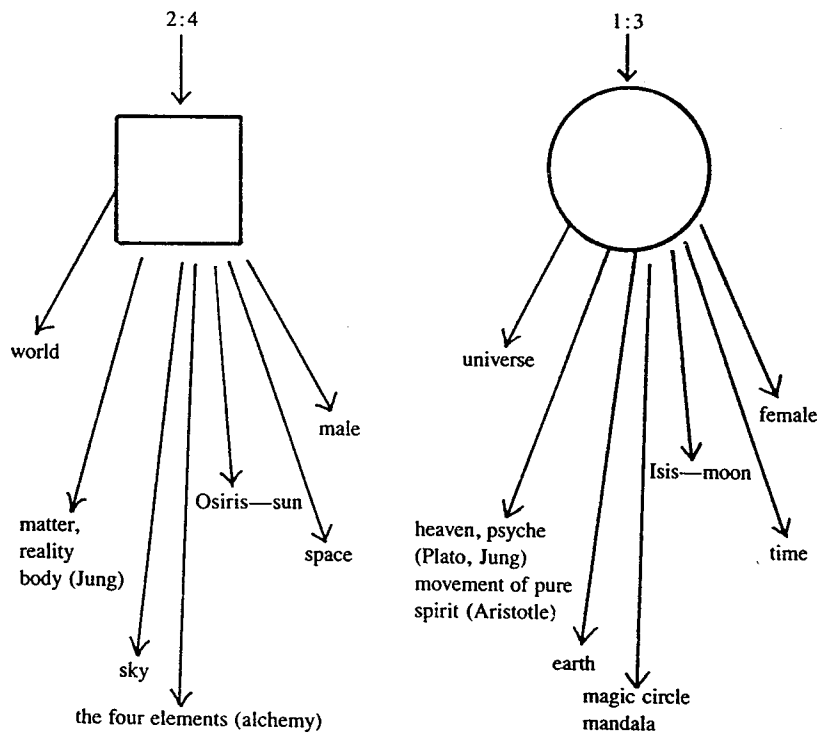 2:4
1:3
world
male
Osiris—sun
matter,
reality
body (Jung)
space
sky
the four elements (alchemy)
universe
female
Isis—moon
heaven, psyche
(Plato, Jung)
movement of pure
spirit (Aristotle)
time
earth
magic circle
mandala